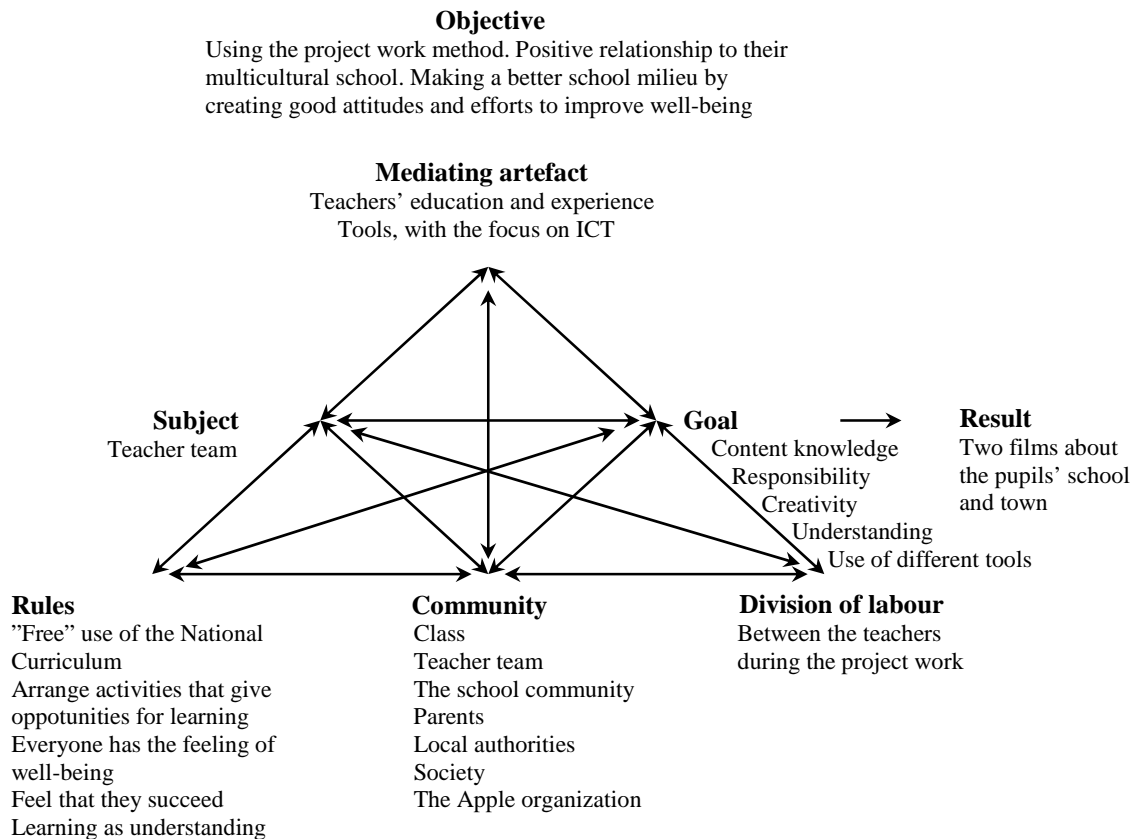 Objective
Using the project work method. Positive relationship to their
multicultural school. Making a better school milieu by
creating good attitudes and efforts to improve well-being
Mediating artefact
Teachers’ education and experience
Tools, with the focus on ICT
Subject
Teacher team
Goal
Content knowledge
Responsibility
Creativity
Understanding
Use of different tools
Result
Two films about
the pupils’ school
and town
Rules
”Free” use of the National
Curriculum
Arrange activities that give
oppotunities for learning
Everyone has the feeling of
well-being
Feel that they succeed
Learning as understanding
Community
Class
Teacher team
The school community
Parents
Local authorities
Society
The Apple organization
Division of labour
Between the teachers
during the project work